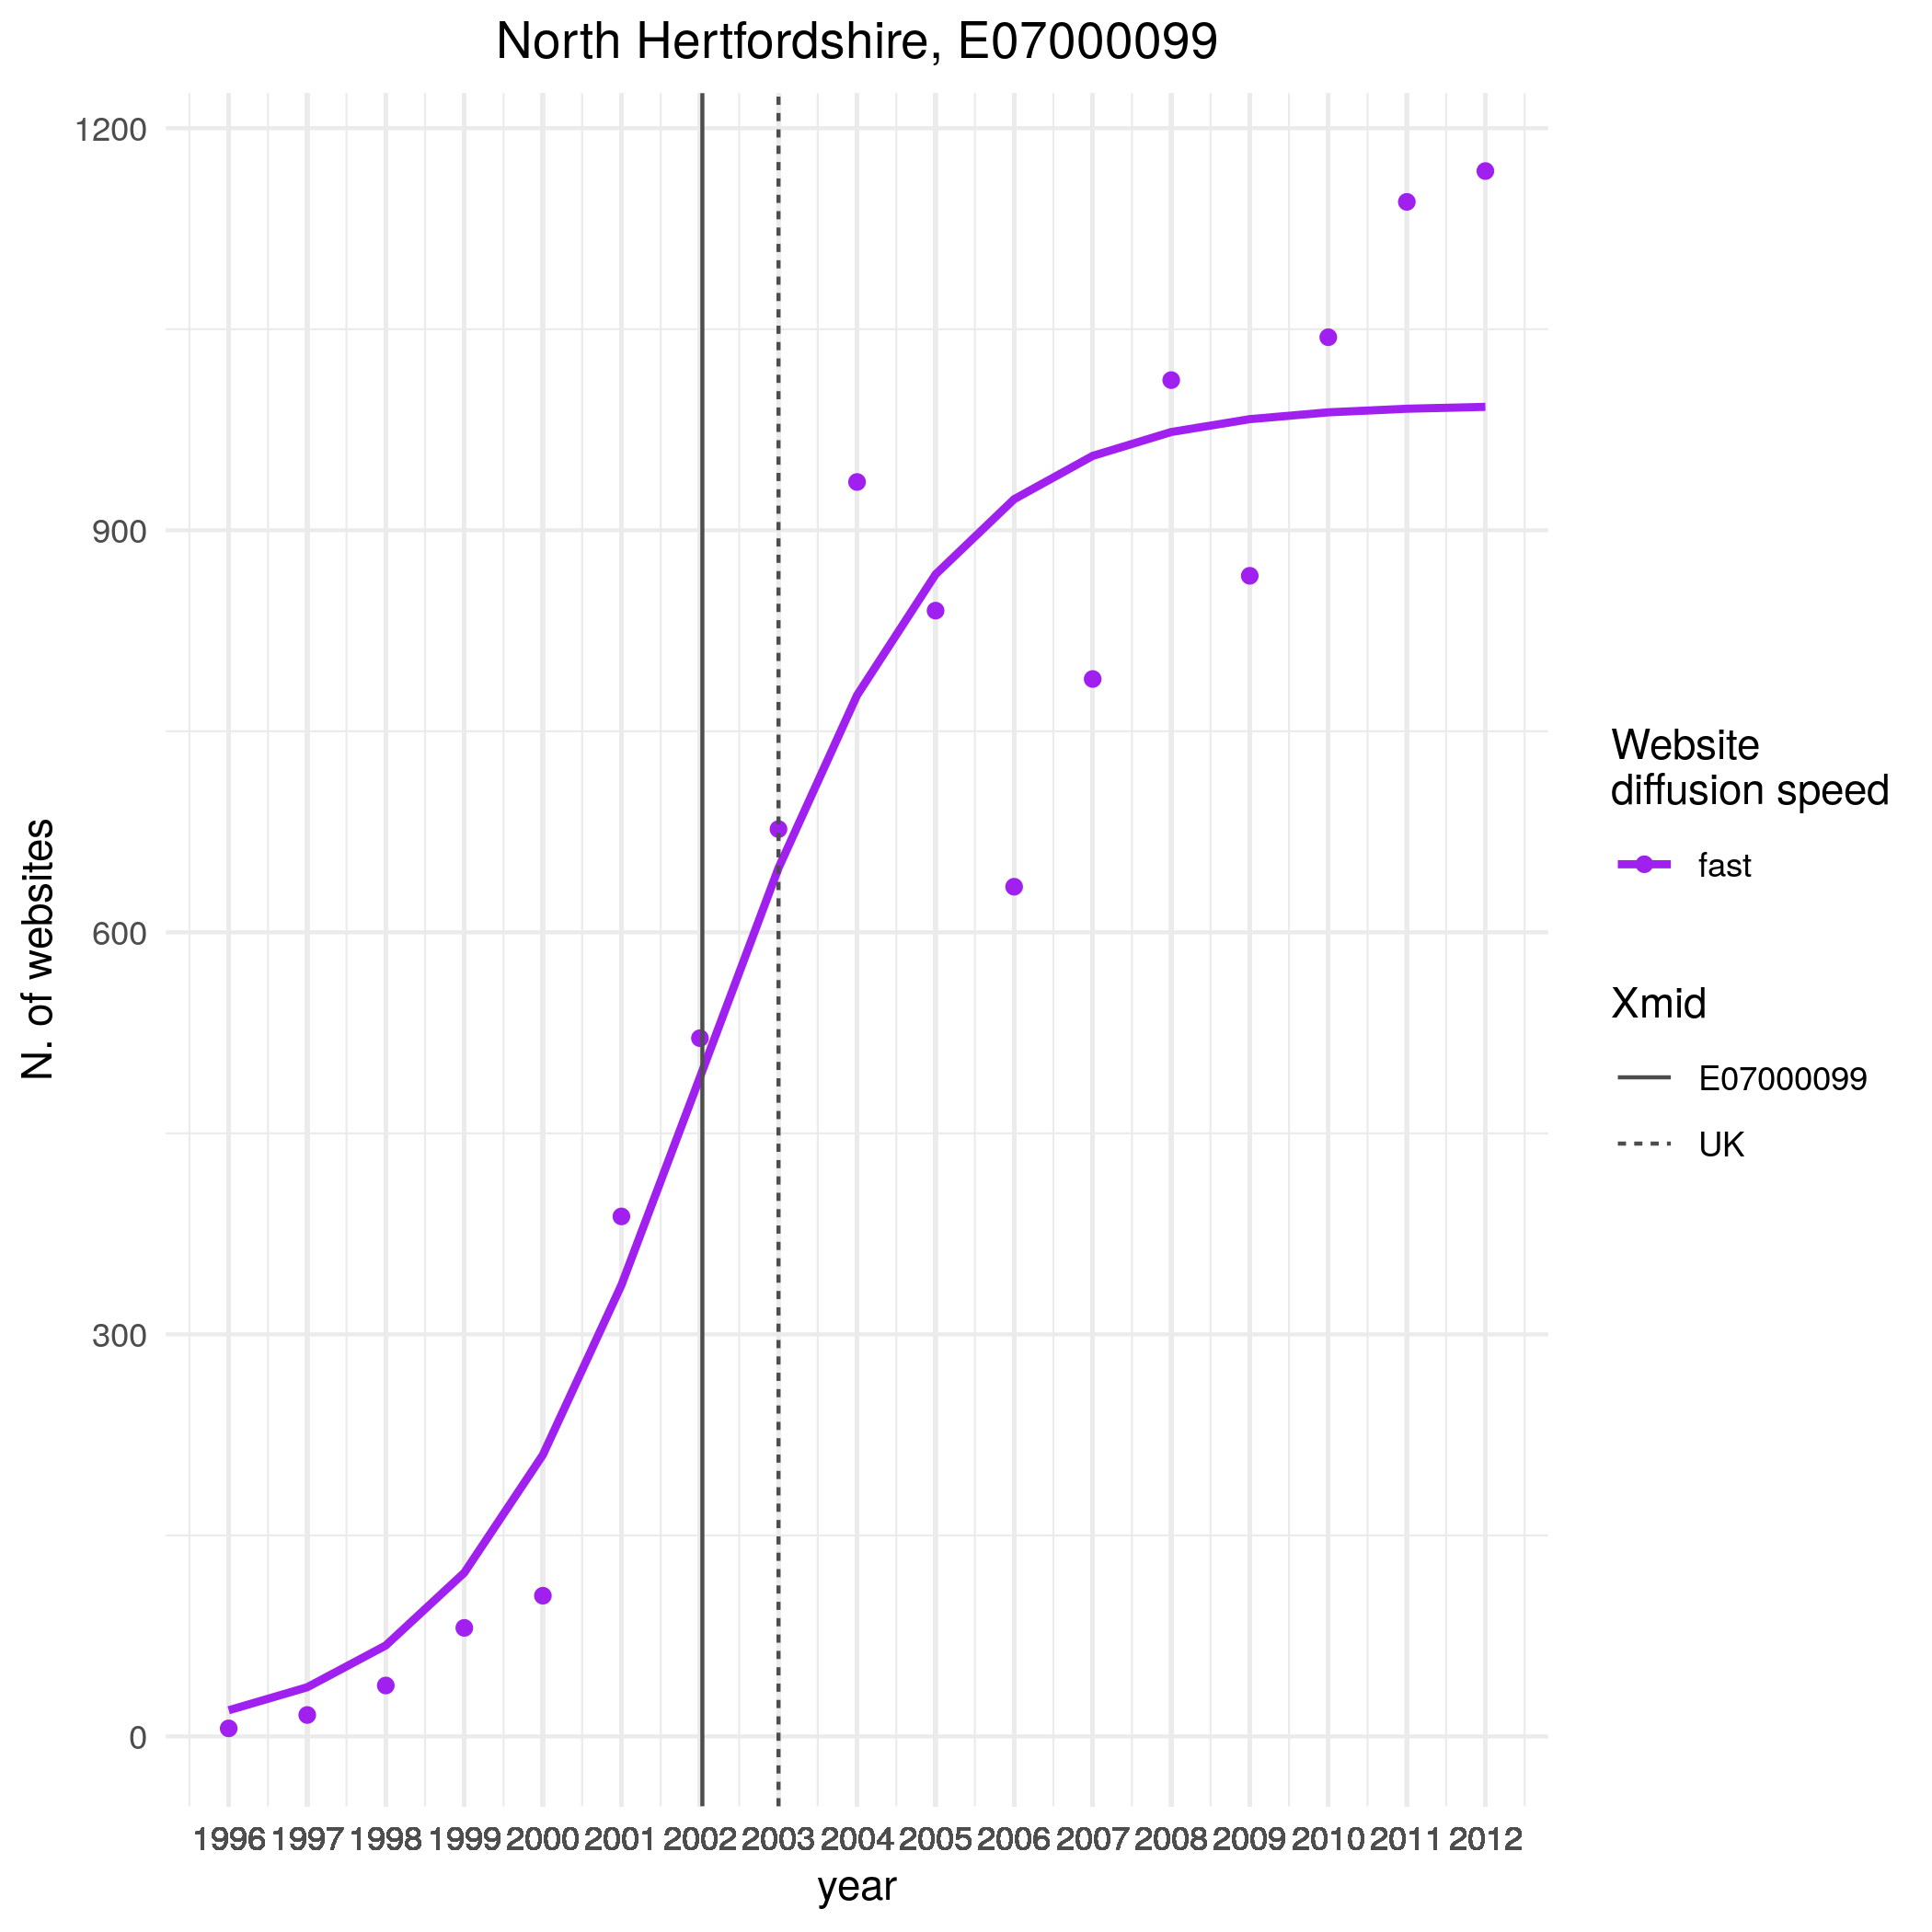 North Hertfordshire, E07000099
1200
900
600
300
0
N. of websites
1996 1997 1998 1999 2000 2001 2002 2003 2004 2005 2006 2007 2008 2009 2010 2011 2012
year
Website
diffusion speed
fast
Xmid
E07000099
UK